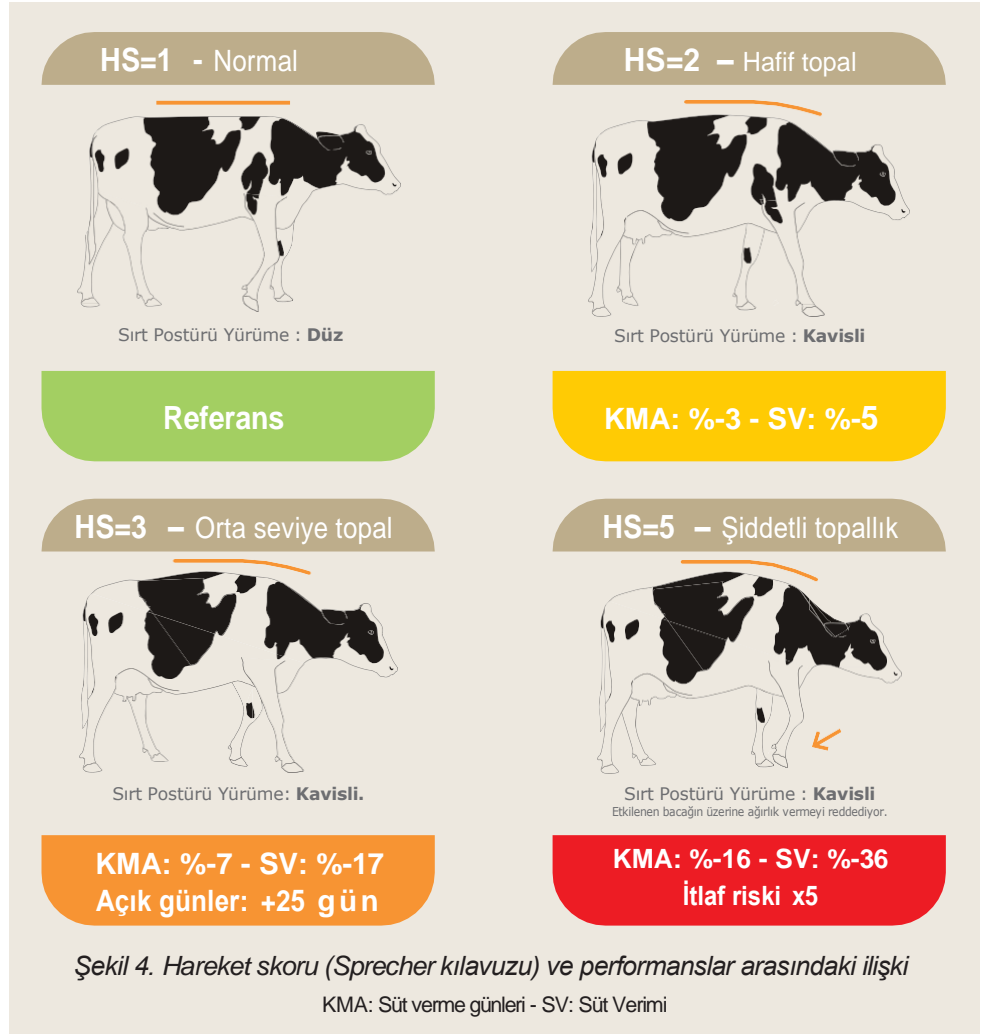 HS=1 - Normal
Sırt Postürü Yürüme : Düz
Referans
HS=2 – Hafif topal
Sırt Postürü Yürüme : Kavisli
KMA: %-3 - SV: %-5
HS=3 – Orta seviye topal
Sırt Postürü Yürüme: Kavisli.
KMA: %-7 - SV: %-17
Açık günler: +25 gün
HS=5 – Şiddetli topallık
Sırt Postürü Yürüme : Kavisli
Etkilenen bacağın üzerine ağırlık vermeyi reddediyor.
KMA: %-16 - SV: %-36
İtlaf riski x5
Şekil 4. Hareket skoru (Sprecher kılavuzu) ve performanslar arasındaki ilişki
KMA: Süt verme günleri - SV: Süt Verimi